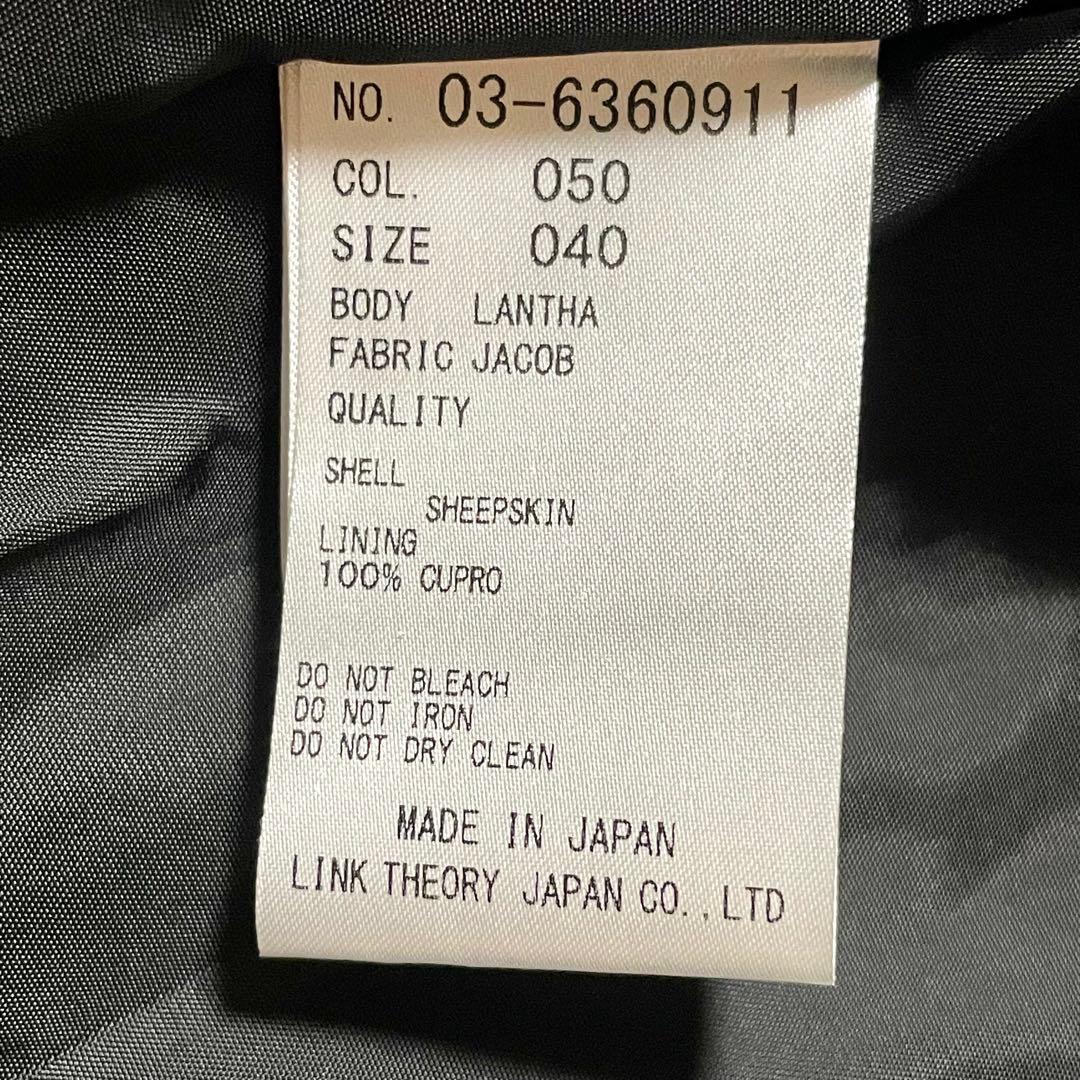 NO. 03-6360911
COL. 050
SIZE 040
BODY LANTHA
FABRIC JACOB
QUALITY
SHELL
SHEEPSKIN
LINING
100% CUPRO
DO NOT BLEACH
DO NOT IRON
DO NOT DRY CLEAN
MADE IN JAPAN
LINK THEORY JAPAN CO.,LTD